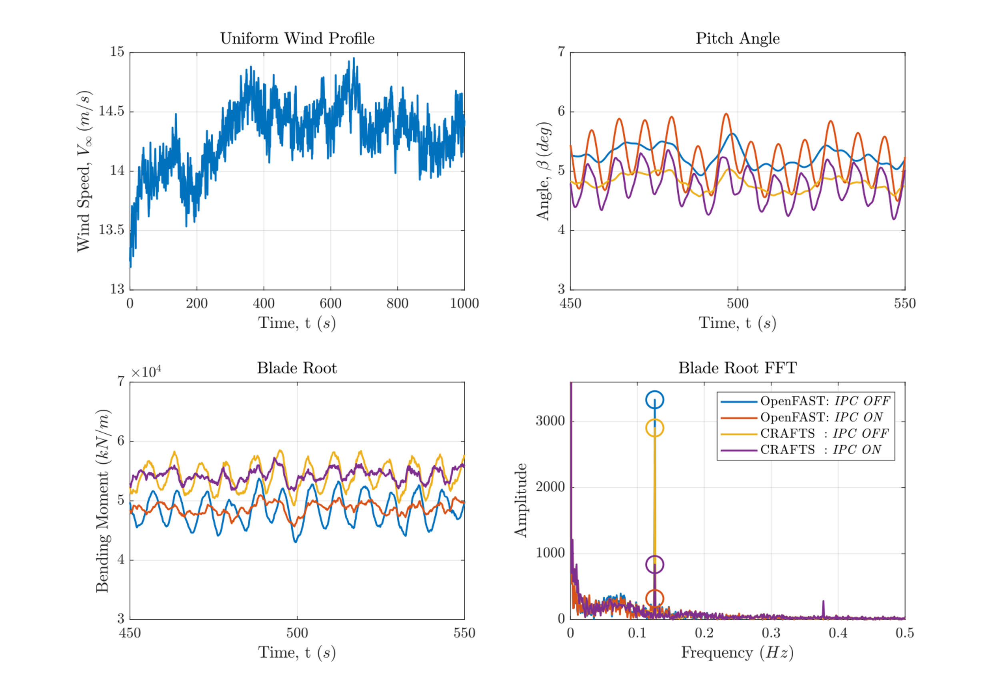 Uniform Wind Profile
15
14.5
14
13.5
13
Wind Speed, V∞ (m/s)
0 200 400 600 800 1000
Time, t (s)
Pitch Angle
7
6
5
4
3
Angle, β (deg)
450 500 550
Time, t (s)
Blade Root
×10⁴
7
6
5
4
3
Bending Moment (kN/m)
450 500 550
Time, t (s)
Blade Root FFT
3000
2000
1000
0
Amplitude
OpenFAST: IPC OFF
OpenFAST: IPC ON
CRAFTS : IPC OFF
CRAFTS : IPC ON
0 0.1 0.2 0.3 0.4 0.5
Frequency (Hz)